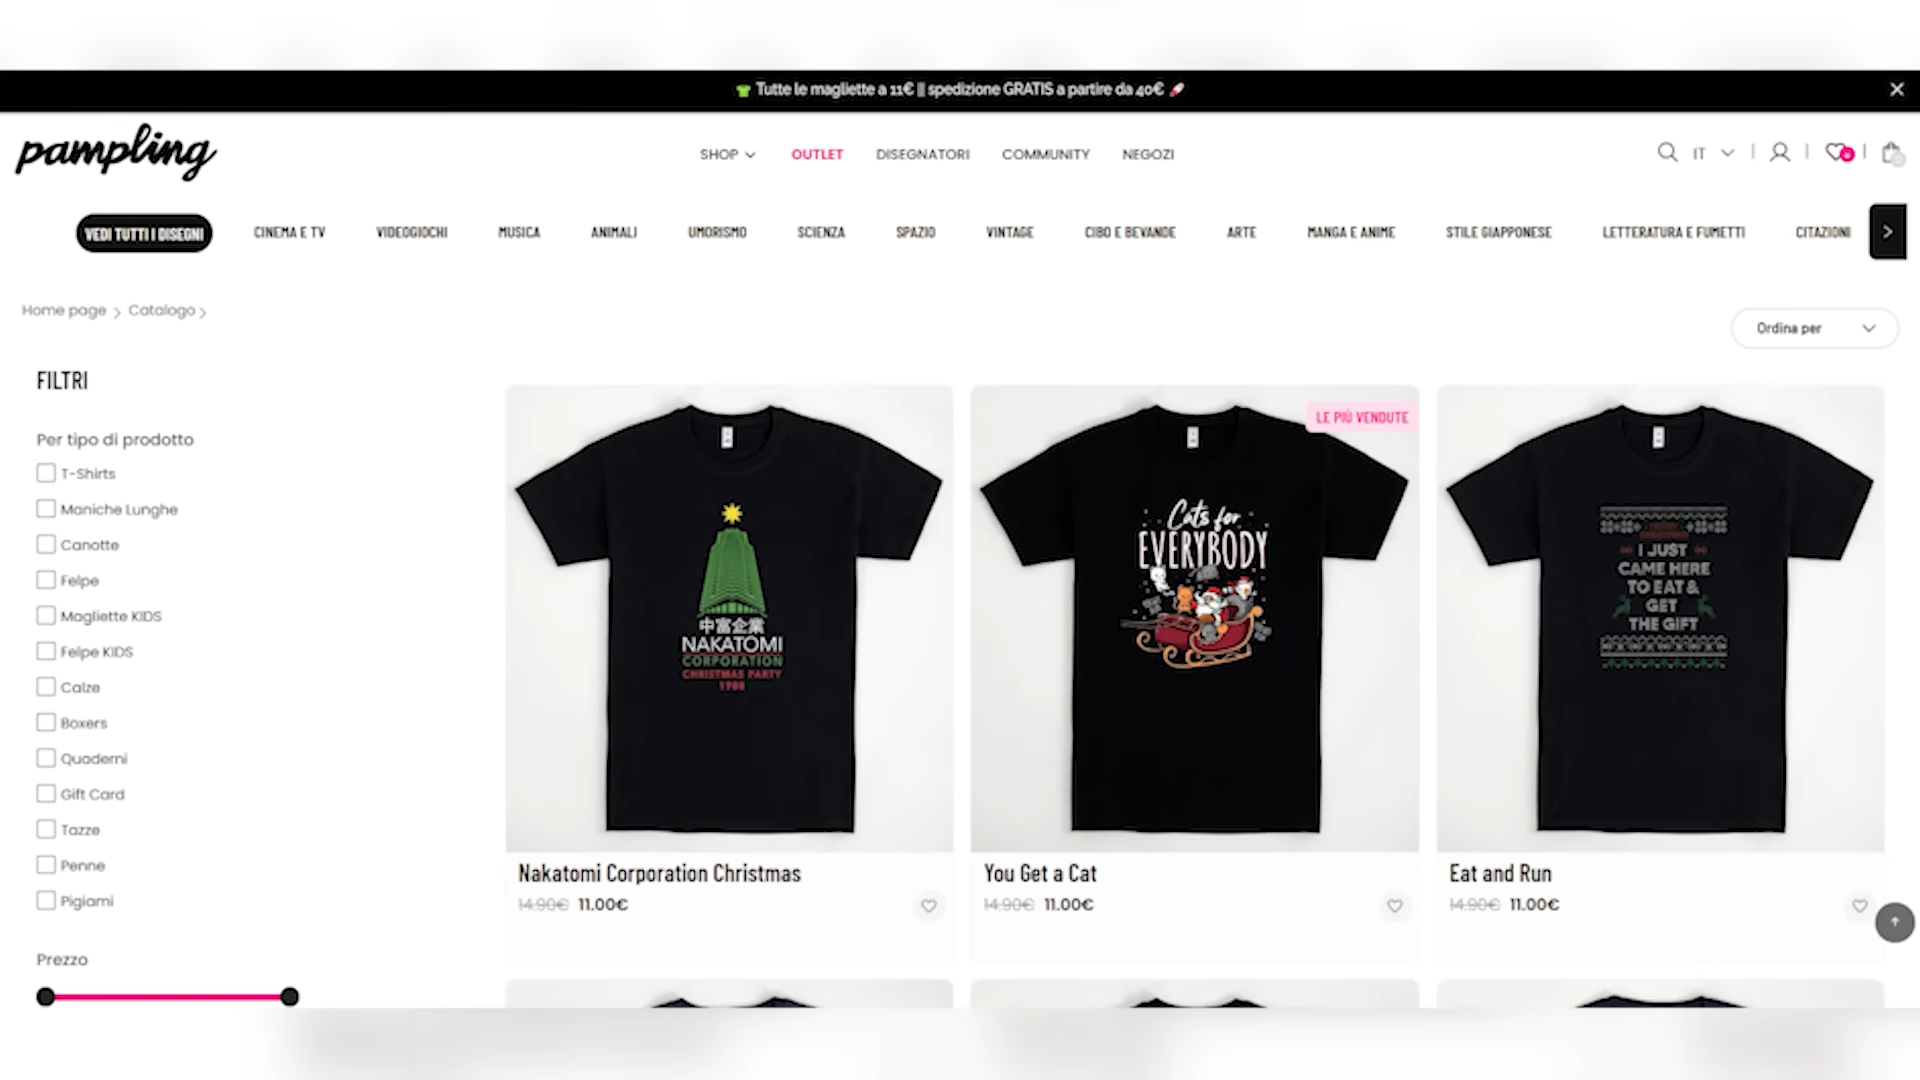 Tutte le magliette a 11€ || spedizione GRATIS a partire da 40€
pampling
SHOP OUTLET DISEGNATORI COMMUNITY NEGOZI
IT
VEDI TUTTI I DISEGNI CINEMA E TV VIDEOGIOCHI MUSICA ANIMALI UMORISMO SCIENZA SPAZIO VINTAGE CIBO E BEVANDE ARTE MANGA E ANIME STILE GIAPPONESE LETTERATURA E FUMETTI CITAZIONI
Home page > Catalogo >
Ordina per
FILTRI
Per tipo di prodotto
T-Shirts
Maniche Lunghe
Canotte
Felpe
Magliette KIDS
Felpe KIDS
Calze
Boxers
Quaderni
Gift Card
Tazze
Penne
Pigiami
Prezzo
中富企業
NAKATOMI
CORPORATION
CHRISTMAS PARTY
1988
Nakatomi Corporation Christmas
14.90€ 11.00€
LE PIÙ VENDUTE
Cats for
EVERYBODY
You Get a Cat
14.90€ 11.00€
I JUST
CAME HERE
TO EAT &
GET
THE GIFT
Eat and Run
14.90€ 11.00€